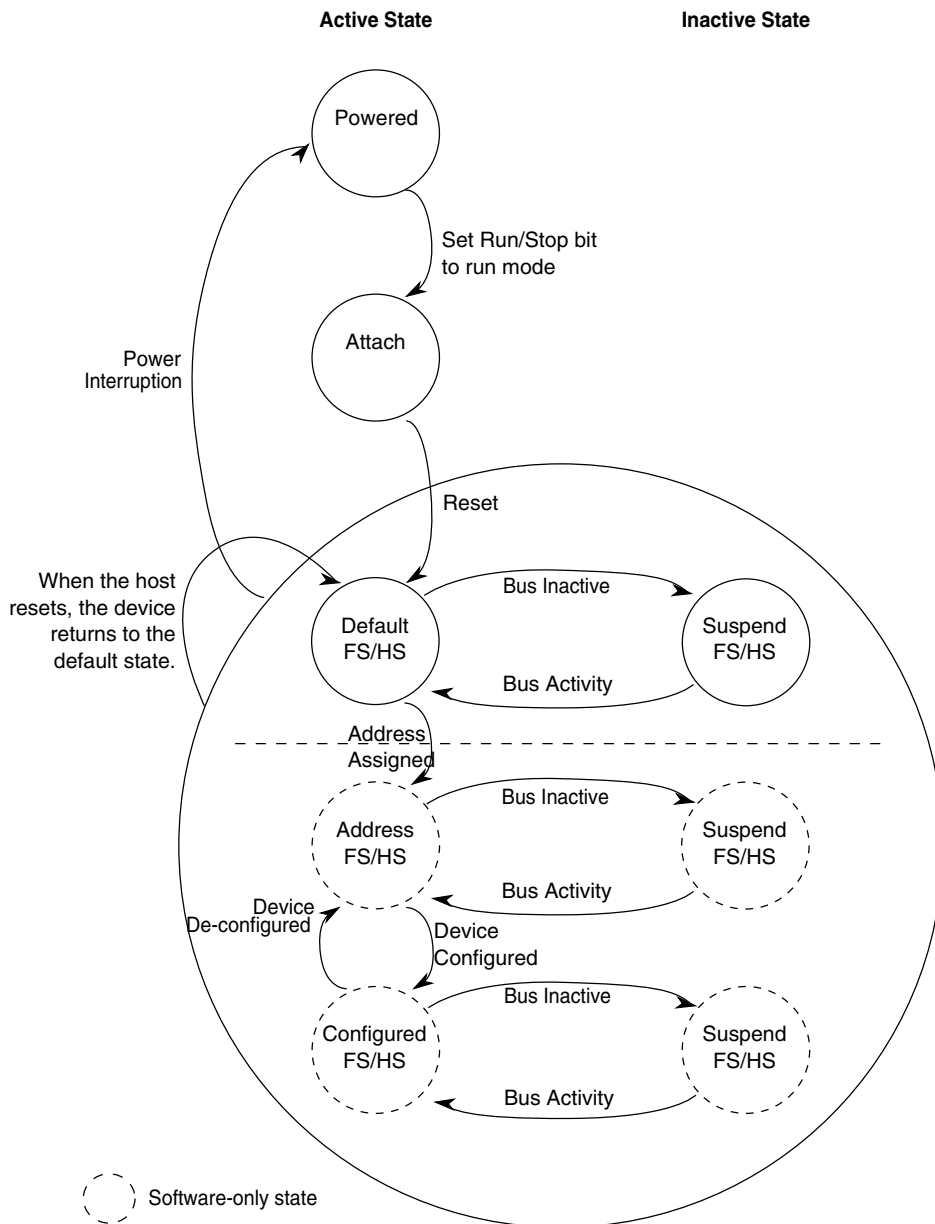 Active State
Inactive State
Powered
Set Run/Stop bit
to run mode
Attach
Power
Interruption
Reset
When the host
resets, the device
returns to the
default state.
Default
FS/HS
Bus Inactive
Suspend
FS/HS
Bus Activity
Address
Assigned
Address
FS/HS
Bus Inactive
Suspend
FS/HS
Bus Activity
Device
De-configured
Device
Configured
Configured
FS/HS
Bus Inactive
Suspend
FS/HS
Bus Activity
Software-only state